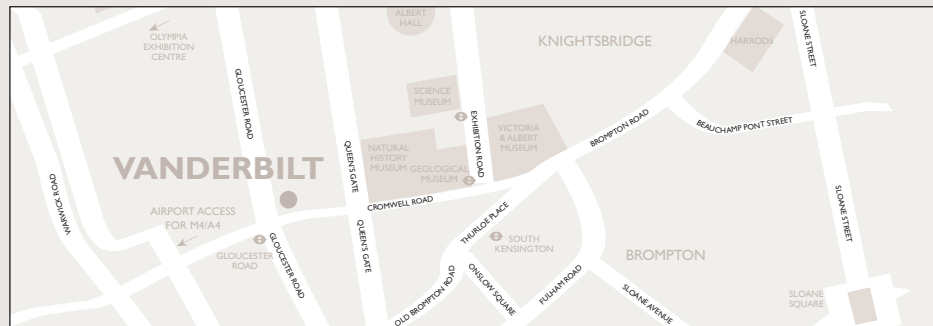 ALBERT
HALL
OLYMPIA
EXHIBITION
CENTRE
KNIGHTSBRIDGE
HARRODS
SLOANE STREET
GLOUCESTER ROAD
SCIENCE
MUSEUM
EXHIBITION ROAD
VICTORIA
& ALBERT
MUSEUM
BROMPTON ROAD
BEAUCHAMP PONT STREET
QUEEN'S GATE
NATURAL
HISTORY
MUSEUM
GEOLOGICAL
MUSEUM
VANDERBILT
WARWICK ROAD
CROMWELL ROAD
AIRPORT ACCESS
FOR M4/A4
GLOUCESTER
ROAD
GLOUCESTER ROAD
QUEEN'S GATE
THURLOE PLACE
SOUTH
KENSINGTON
BROMPTON
SLOANE STREET
OLD BROMPTON ROAD
ONSLOW SQUARE
FULHAM ROAD
SLOANE AVENUE
SLOANE
SQUARE